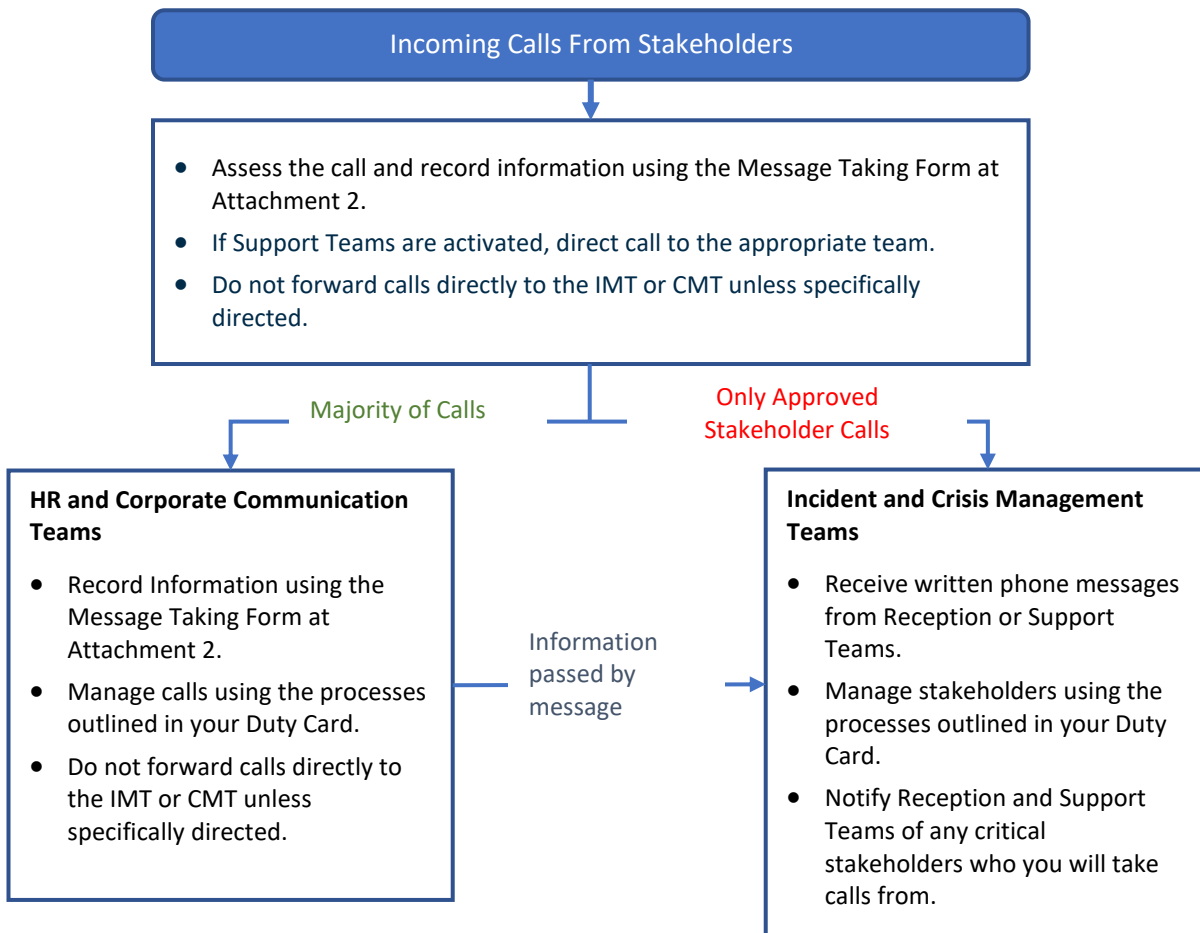 Incoming Calls From Stakeholders
• Assess the call and record information using the Message Taking Form at
Attachment 2.
• If Support Teams are activated, direct call to the appropriate team.
• Do not forward calls directly to the IMT or CMT unless specifically
directed.
Majority of Calls
Only Approved
Stakeholder Calls
HR and Corporate Communication
Teams
• Record Information using the
Message Taking Form at
Attachment 2.
• Manage calls using the processes
outlined in your Duty Card.
• Do not forward calls directly to
the IMT or CMT unless
specifically directed.
Information
passed by
message
Incident and Crisis Management
Teams
• Receive written phone messages
from Reception or Support
Teams.
• Manage stakeholders using the
processes outlined in your Duty
Card.
• Notify Reception and Support
Teams of any critical
stakeholders who you will take
calls from.